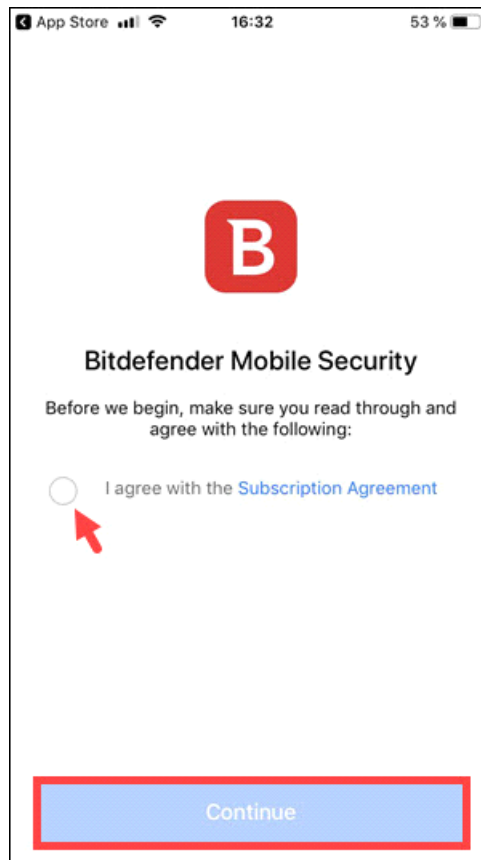 App Store 16:32 53 %
B
Bitdefender Mobile Security
Before we begin, make sure you read through and
agree with the following:
I agree with the Subscription Agreement
Continue